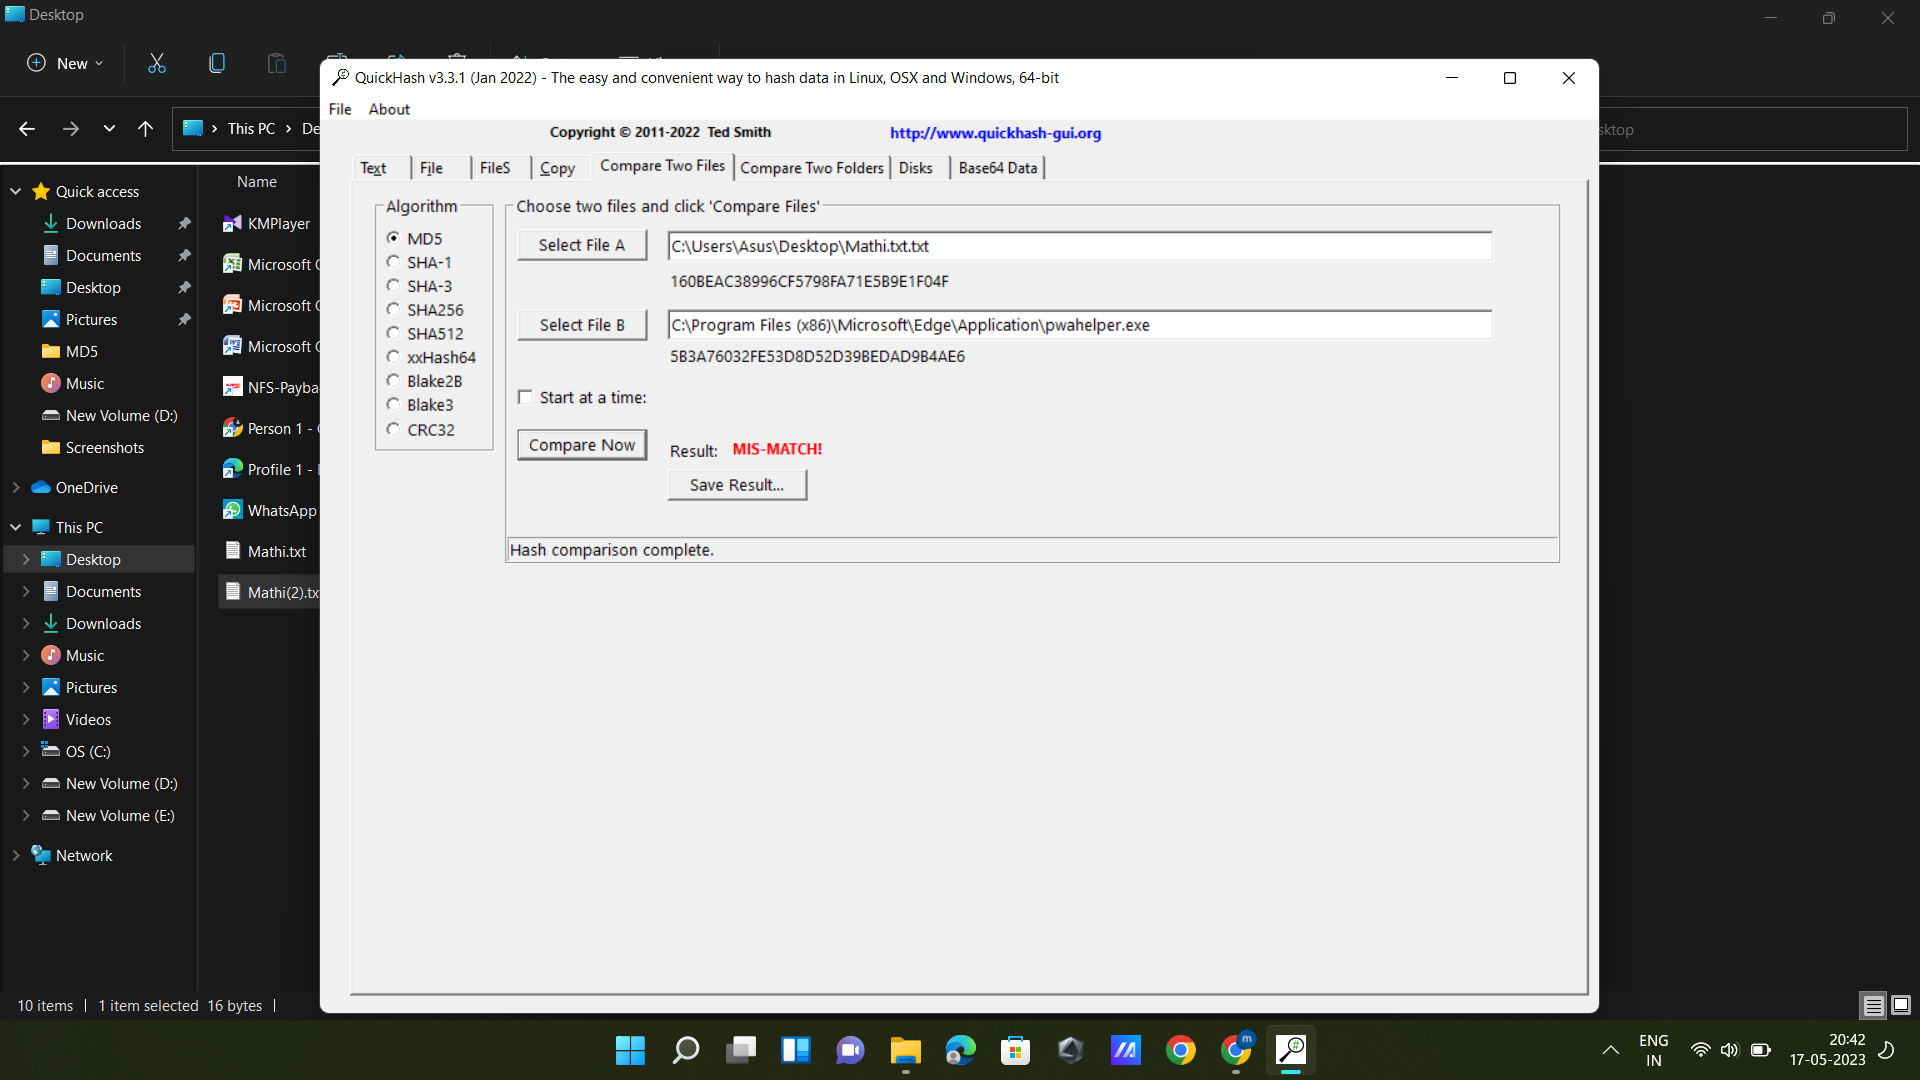 Desktop
New
This PC
De
sktop
Quick access
Downloads
Documents
Desktop
Pictures
MD5
Music
New Volume (D:)
Screenshots
OneDrive
This PC
Desktop
Documents
Downloads
Music
Pictures
Videos
OS (C:)
New Volume (D:)
New Volume (E:)
Network
Name
KMPlayer
Microsoft
Microsoft
Microsoft
NFS-Payba
Person 1 -
Profile 1 -
WhatsApp
Mathi.txt
Mathi(2).tx
10 items | 1 item selected 16 bytes |
QuickHash v3.3.1 (Jan 2022) - The easy and convenient way to hash data in Linux, OSX and Windows, 64-bit
File About
Copyright © 2011-2022 Ted Smith http://www.quickhash-gui.org
Text File FileS Copy Compare Two Files Compare Two Folders Disks Base64 Data
Algorithm
MD5
SHA-1
SHA-3
SHA256
SHA512
xxHash64
Blake2B
Blake3
CRC32
Choose two files and click 'Compare Files'
Select File A C:\Users\Asus\Desktop\Mathi.txt.txt
160BEAC38996CF5798FA71E5B9E1F04F
Select File B C:\Program Files (x86)\Microsoft\Edge\Application\pwahelper.exe
5B3A76032FE53D8D52D39BEDAD9B4AE6
Start at a time:
Compare Now Result: MIS-MATCH!
Save Result...
Hash comparison complete.
ENG
IN
20:42
17-05-2023